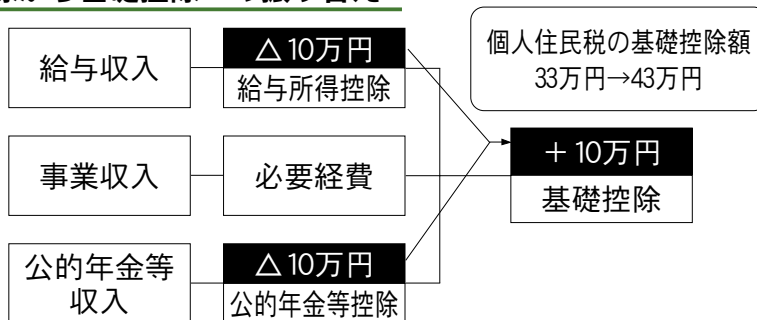 個人住民税の基礎控除額
33万円→43万円
給与収入
△10万円
給与所得控除
事業収入
必要経費
+10万円
基礎控除
公的年金等
収入
△10万円
公的年金等控除